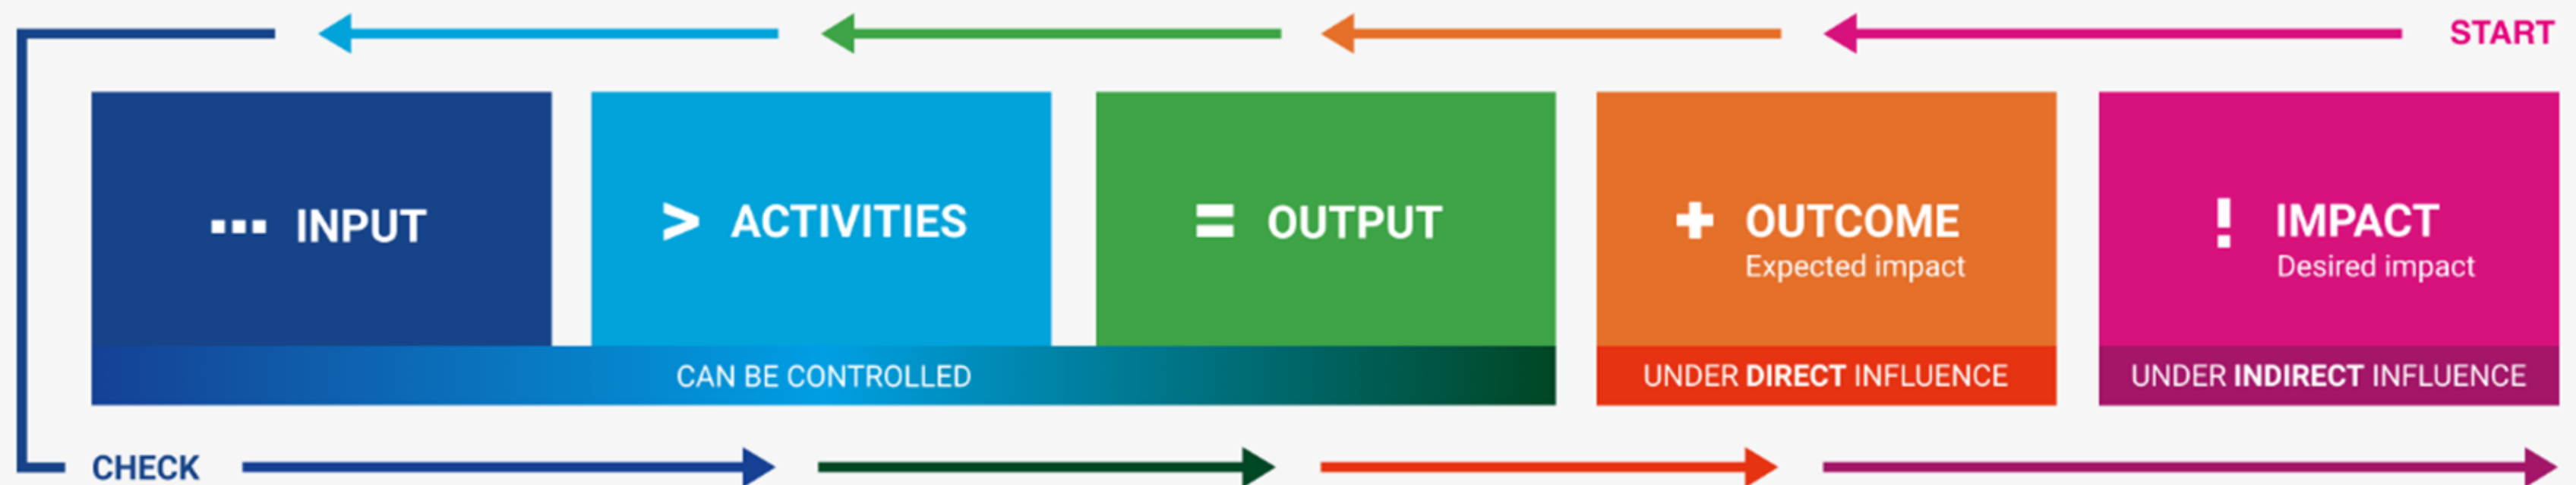 START
INPUT
> ACTIVITIES
= OUTPUT
+ OUTCOME
Expected impact
! IMPACT
Desired impact
CAN BE CONTROLLED
UNDER DIRECT INFLUENCE
UNDER INDIRECT INFLUENCE
CHECK